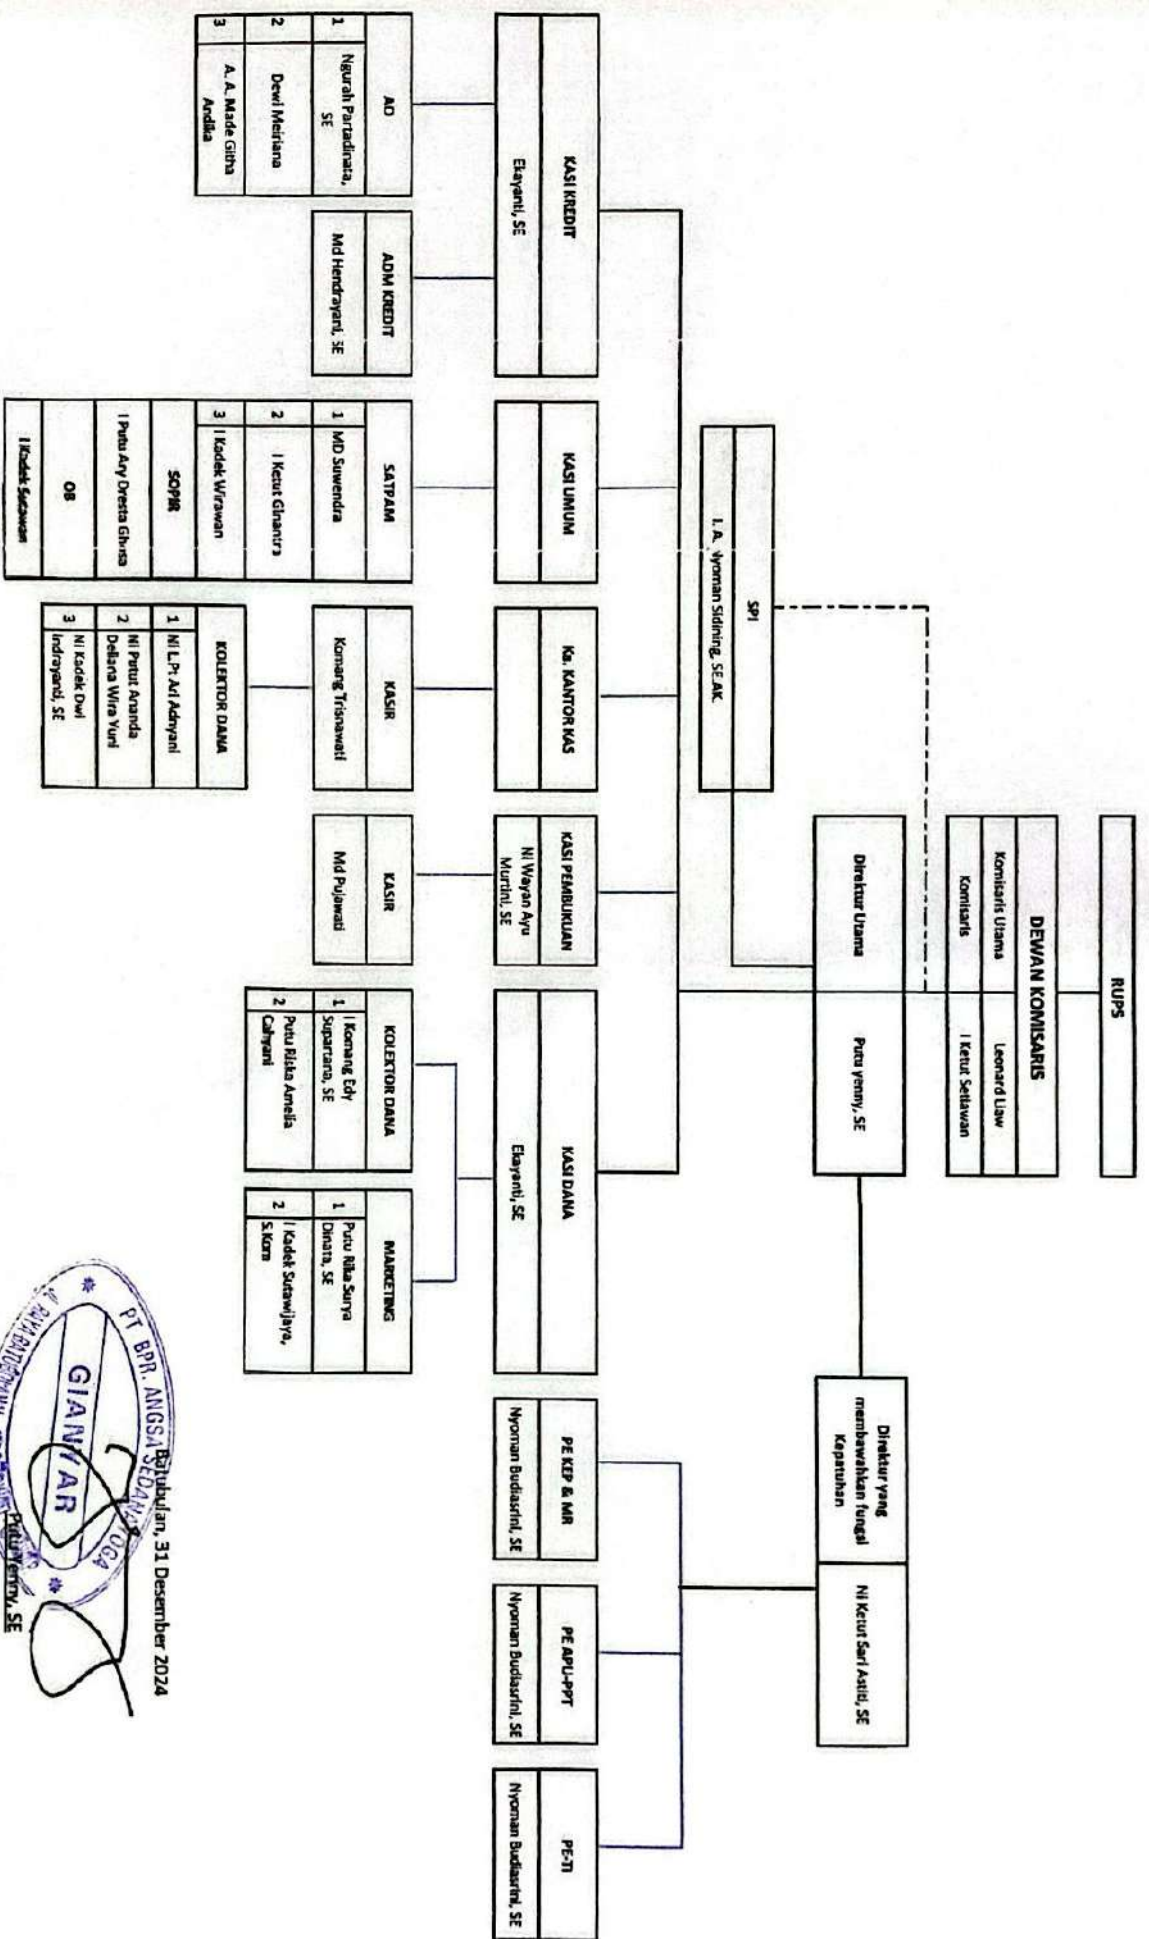 RUPS
DEWAN KOMISARIS
Komisaris Utama Leonard Liaw
Komisaris I Ketut Setiawan
Direktur Utama Putu yenny, SE
Direktur yang
membawahkan fungsi
Kepatuhan
Ni Ketut Sari Astiti, SE
SPI
I. A. Nyoman Sidining, SE.AK.
KASI KREDIT
Ekayanti, SE
KASI UMUM
Ka. KANTOR KAS
KASI PEMBUKUAN
Ni Wayan Ayu
Murtini, SE
KASI DANA
Ekayanti, SE
PE KEP & MR
Nyoman Budiasrini, SE
PE APU-PPT
Nyoman Budiasrini, SE
PE-TI
Nyoman Budiasrini, SE
AO
1 Ngurah Partadinata,
SE
2 Dewi Meiriana
3 A. A. Made Githa
Andika
ADM KREDIT
Md Hendrayani, SE
SATPAM
1 MD Suwendra
2 I Ketut Ginantra
3 I Kadek Wirawan
SOPIR
I Putu Ary Dresta Ghosa
OB
I Kadek Sutawan
KASIR
Komang Trisnawati
KOLEKTOR DANA
1 Ni L.Pt Ari Adnyani
2 Ni Putut Ananda
Deliana Wira Yuni
3 Ni Kadek Dwi
Indrayanti, SE
KASIR
Md Pujawati
KOLEKTOR DANA
1 I Komang Edy
Supartana, SE
2 Putu Riska Amelia
Cahyani
MARKETING
1 Putu Rika Surya
Dinata, SE
2 I Kadek Sutawijaya,
S.Kom
Batubulan, 31 Desember 2024
PT BPR. ANGSA SEDANA YOGA
GIANYAR
Putu Yenny, SE